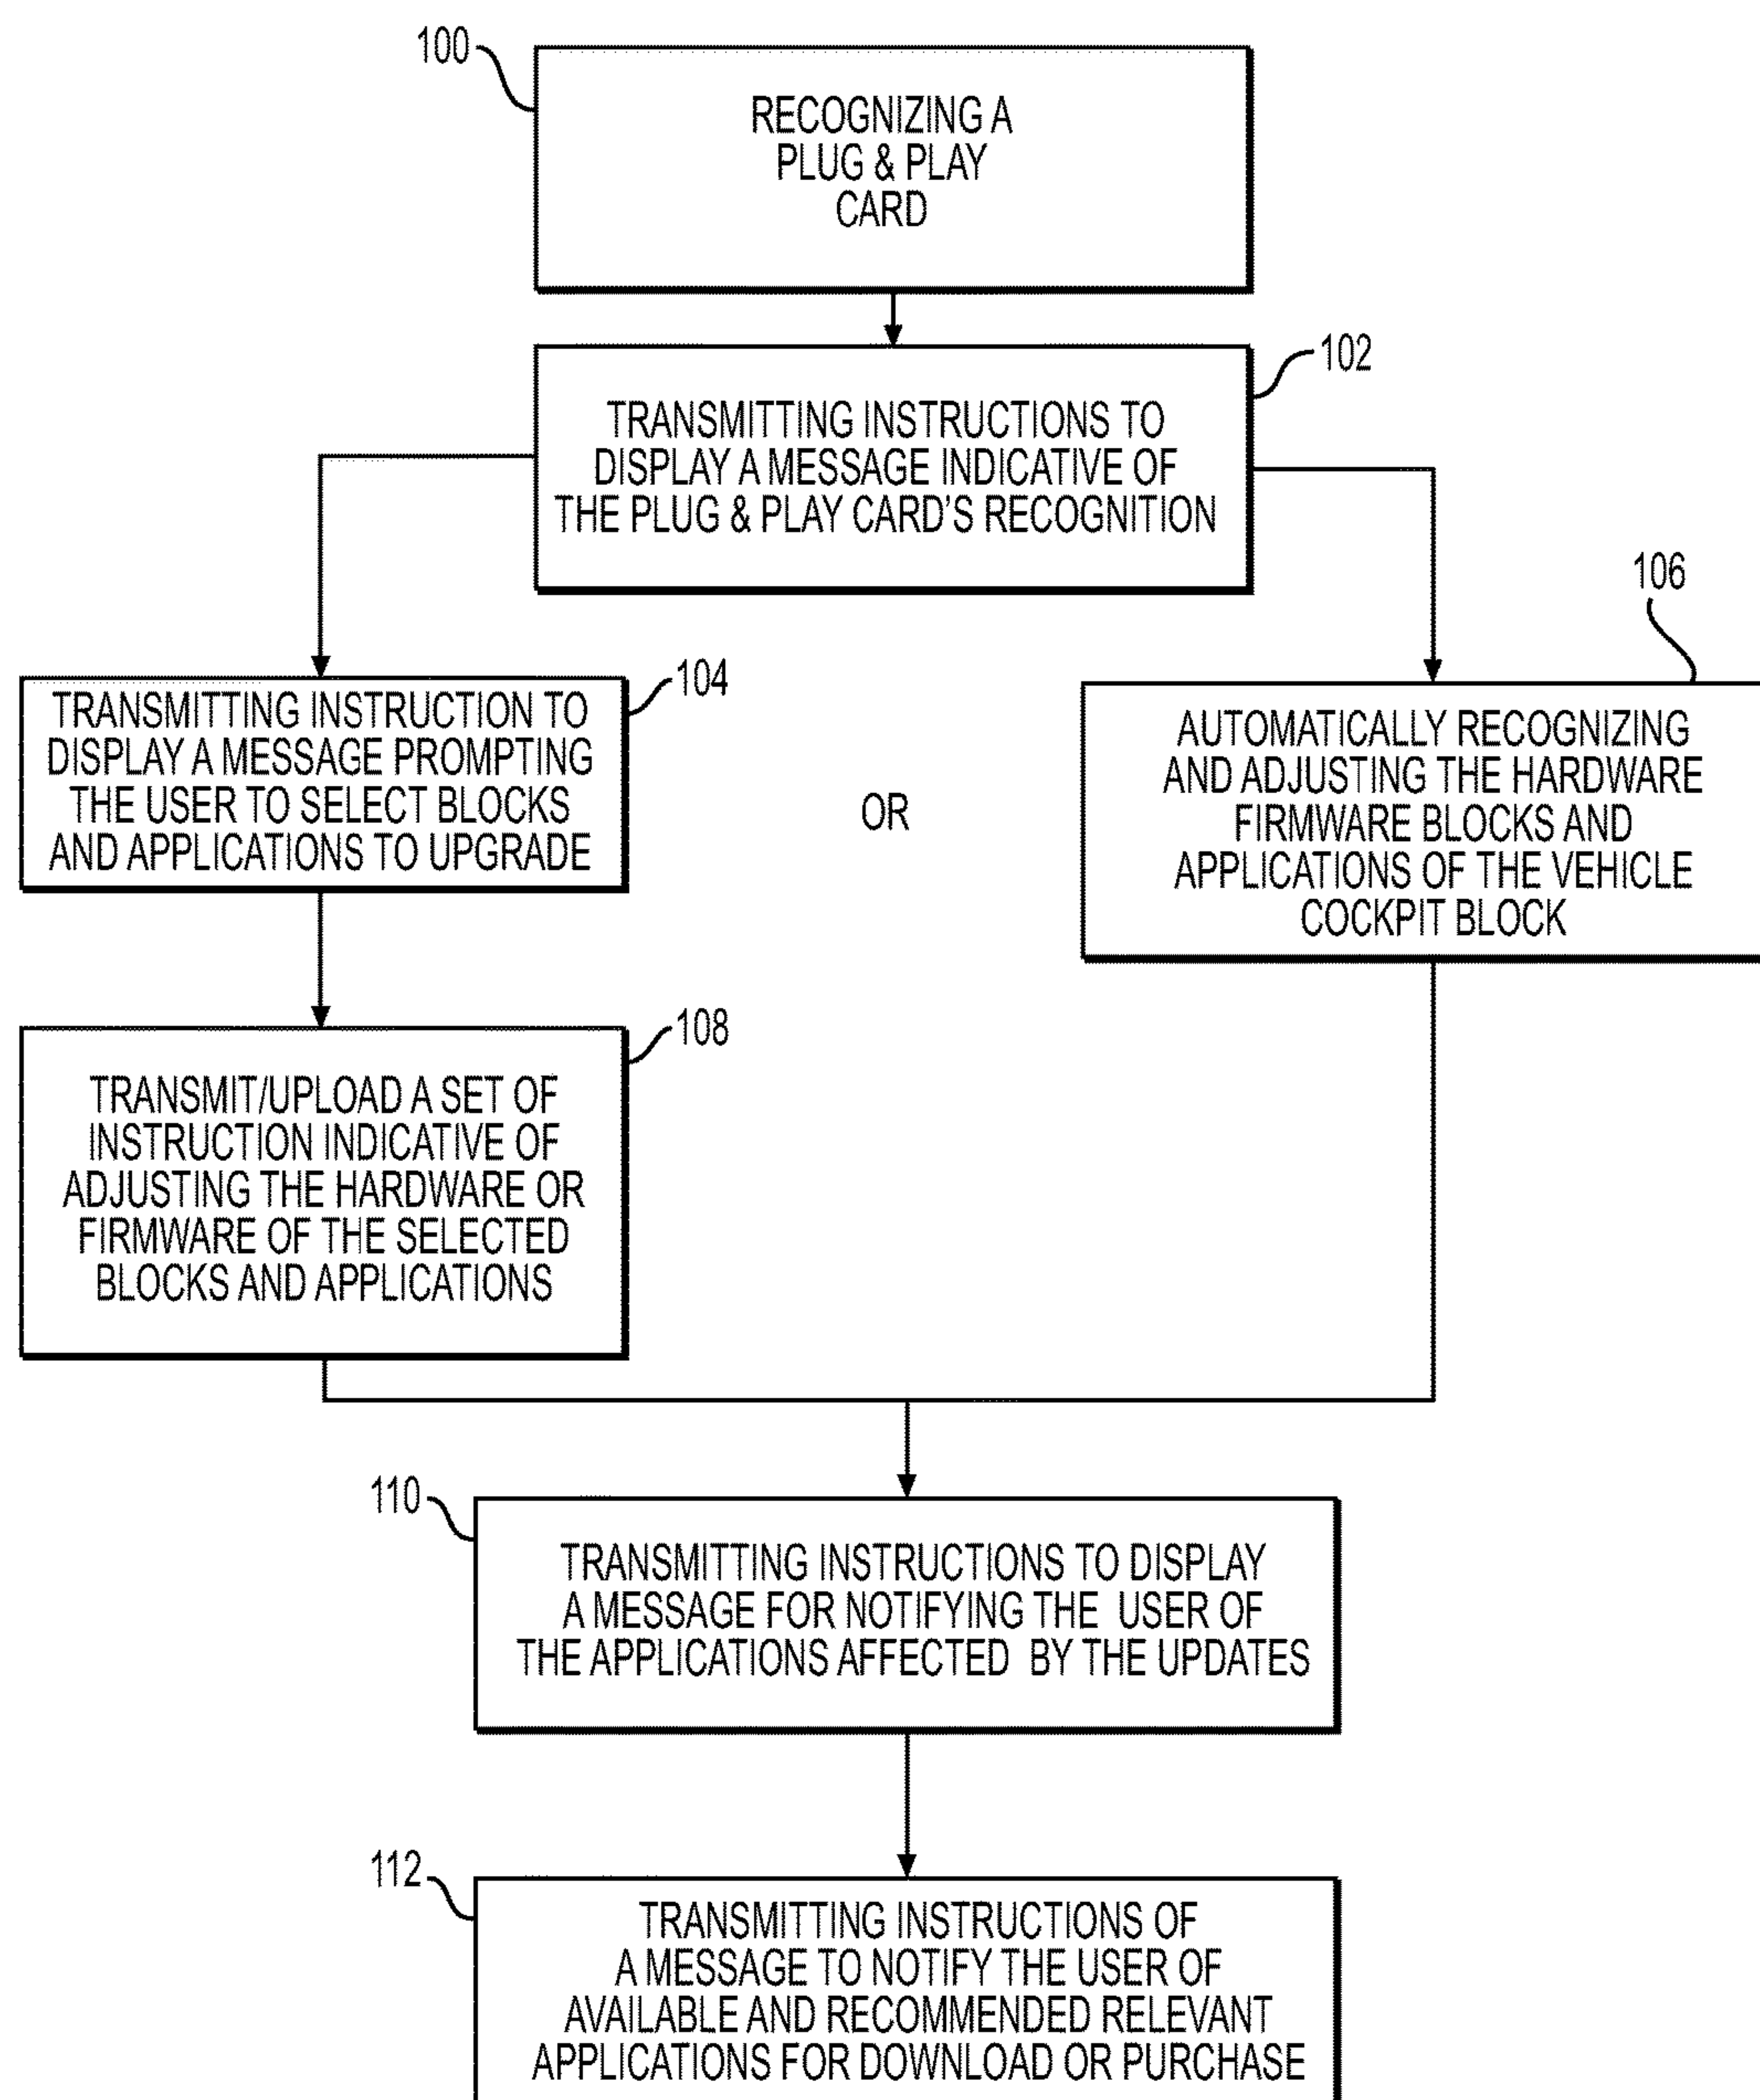 100
RECOGNIZING A
PLUG & PLAY
CARD
102
TRANSMITTING INSTRUCTIONS TO
DISPLAY A MESSAGE INDICATIVE OF
THE PLUG & PLAY CARD'S RECOGNITION
104
TRANSMITTING INSTRUCTION TO
DISPLAY A MESSAGE PROMPTING
THE USER TO SELECT BLOCKS
AND APPLICATIONS TO UPGRADE
OR
106
AUTOMATICALLY RECOGNIZING
AND ADJUSTING THE HARDWARE
FIRMWARE BLOCKS AND
APPLICATIONS OF THE VEHICLE
COCKPIT BLOCK
108
TRANSMIT/UPLOAD A SET OF
INSTRUCTION INDICATIVE OF
ADJUSTING THE HARDWARE OR
FIRMWARE OF THE SELECTED
BLOCKS AND APPLICATIONS
110
TRANSMITTING INSTRUCTIONS TO DISPLAY
A MESSAGE FOR NOTIFYING THE USER OF
THE APPLICATIONS AFFECTED BY THE UPDATES
112
TRANSMITTING INSTRUCTIONS OF
A MESSAGE TO NOTIFY THE USER OF
AVAILABLE AND RECOMMENDED RELEVANT
APPLICATIONS FOR DOWNLOAD OR PURCHASE